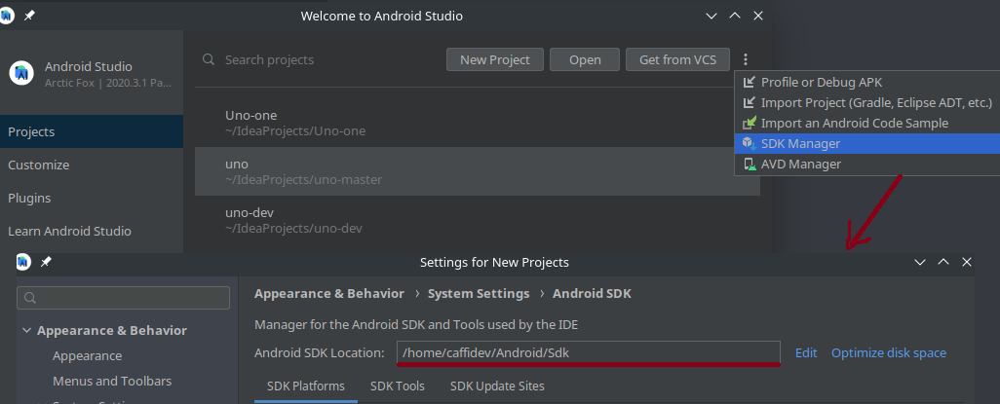 Welcome to Android Studio
Android Studio
Arctic Fox | 2020.3.1 Pa...
Search projects
New Project
Open
Get from VCS
Profile or Debug APK
Import Project (Gradle, Eclipse ADT, etc.)
Import an Android Code Sample
SDK Manager
AVD Manager
Projects
Customize
Plugins
Learn Android Studio
Uno-one
~/IdeaProjects/Uno-one
uno
~/IdeaProjects/uno-master
uno-dev
~/IdeaProjects/uno-dev
Settings for New Projects
Appearance & Behavior
Appearance
Menus and Toolbars
Appearance & Behavior › System Settings › Android SDK
Manager for the Android SDK and Tools used by the IDE
Android SDK Location: /home/caffidev/Android/Sdk Edit Optimize disk space
SDK Platforms SDK Tools SDK Update Sites